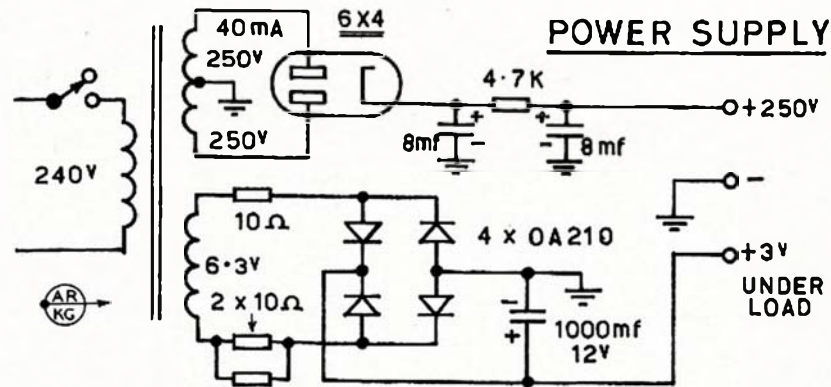 POWER SUPPLY
6X4
40mA
250V
250V
240V
4.7K
8mf
+
-
+
-
8mf
+250V
-
+3V
UNDER
LOAD
10Ω
6.3V
2 x 10Ω
4 x OA210
-
+
1000mf
12V
AR
KG